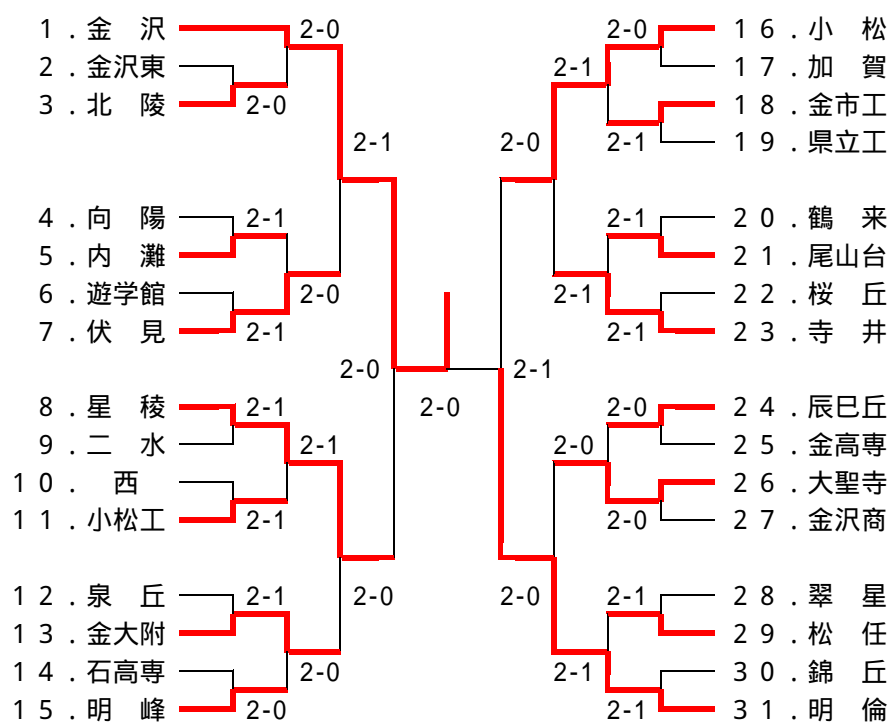 1．金　沢
2．金沢東
3．北　陵
4．向　陽
5．内　灘
6．遊学館
7．伏　見
8．星　稜
9．二　水
10．　西
11．小松工
12．泉　丘
13．金大附
14．石高専
15．明　峰
2-0
2-0
2-1
2-1
2-0
2-1
2-0
2-1
2-1
2-1
2-1
2-0
2-0
2-0
2-0
2-0
2-1
2-0
2-1
2-1
2-1
2-1
2-1
2-1
2-0
2-0
2-0
2-0
2-1
2-1
2-1
16．小　松
17．加　賀
18．金市工
19．県立工
20．鶴　来
21．尾山台
22．桜　丘
23．寺　井
24．辰巳丘
25．金高専
26．大聖寺
27．金沢商
28．翠　星
29．松　任
30．錦　丘
31．明　倫